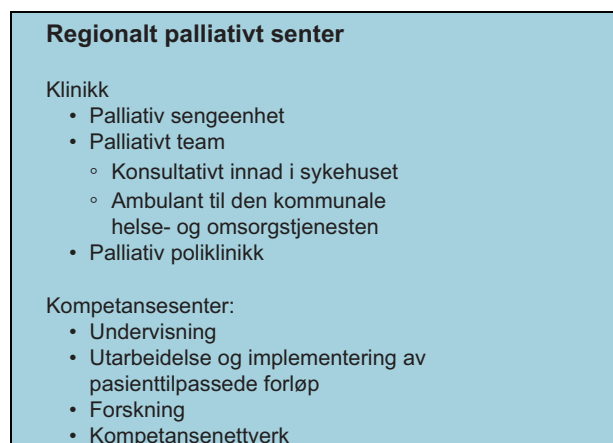 Regionalt palliativt senter
Klinikk
• Palliativ sengeenhet
• Palliativt team
◦ Konsultativt innad i sykehuset
◦ Ambulant til den kommunale
helse- og omsorgstjenesten
• Palliativ poliklinikk
Kompetansesenter:
• Undervisning
• Utarbeidelse og implementering av
pasienttilpassede forløp
• Forskning
• Kompetansenettverk